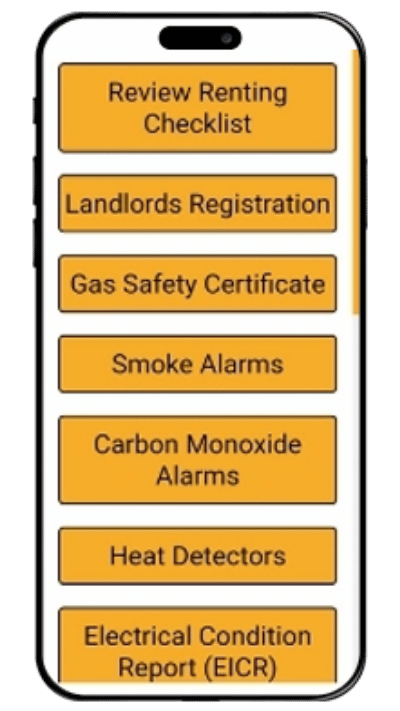 Review Renting
Checklist
Landlords Registration
Gas Safety Certificate
Smoke Alarms
Carbon Monoxide
Alarms
Heat Detectors
Electrical Condition
Report (EICR)